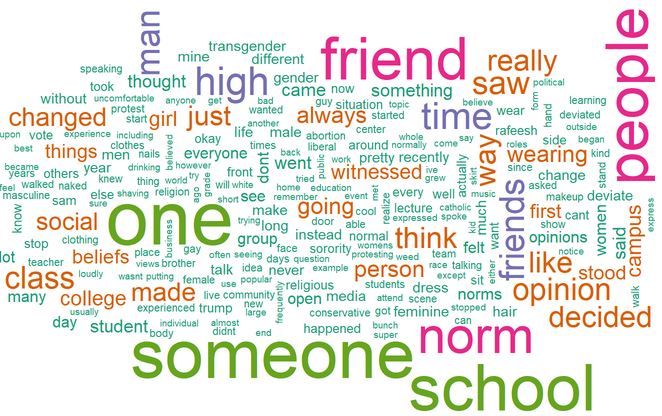 man
transgender
mine different
friend
people
speaking
took thought high gender came now something really
saw
political
without uncomfortable anyone get bad guy situation topic believe form learning
changed protest start girl just wanted another always started time wear hand deviated outside
upon vote experience including okay life male abortion center whole come say rafeesh side began
best clothes believed however times liberal around normally way roles
things men nails everyone front dont went back witnessed pretty recently wearing kind
became year drinking try ago grade tried public work event ive grew actually skirt since change
years others knew thing world see home education met every well music asked stand
feel walked naked religion will white short remember
masculine sam else shaving make going cool lecture spoke kid much friends makeup deviate
know social one trying door able realize expressed first cant women said campus
stop clothing business long instead normal think felt want show opinions
lot teacher beliefs place gay group face sorority womens team either notice
views brother often seeing days question protesting weed race talking
class loudly wasnt putting talk idea never example person except like stood
many college made female use popular religious students dress sit opinion walk
usually experienced trump live community frequently open media attend scene norms
day student individual almost new large conservative got feminine stopped hair decided
body didnt end happened bunch can
super norm
someone
school